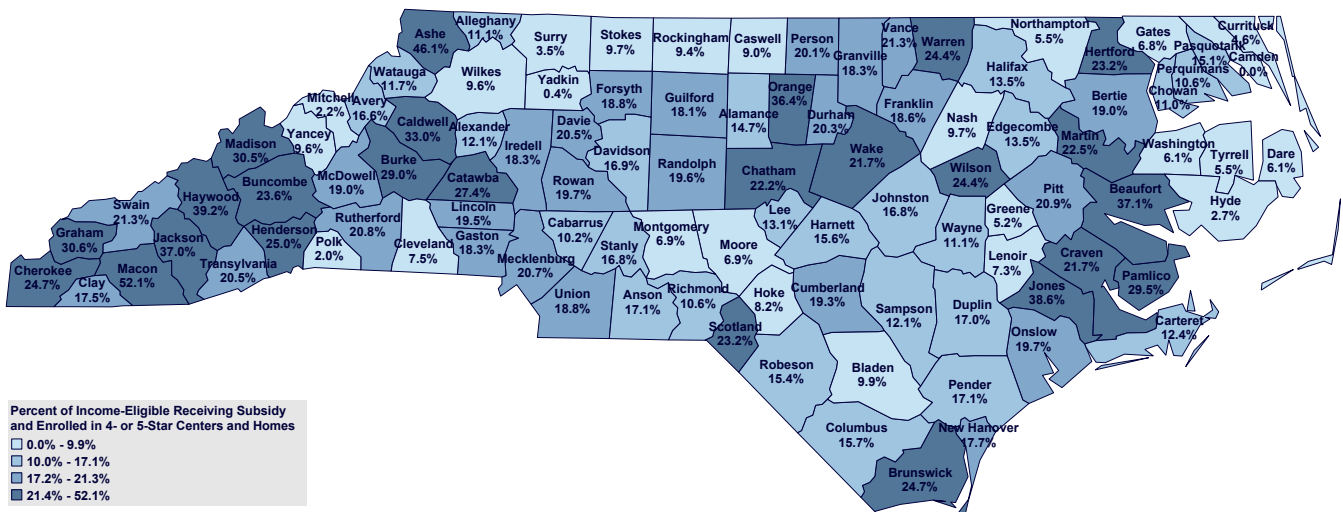 Ashe
46.1%
Alleghany
11.1%
Surry
3.5%
Stokes
9.7%
Rockingham
9.4%
Caswell
9.0%
Person
20.1%
Granville
18.3%
Vance
21.3%
Warren
24.4%
Northampton
5.5%
Hertford
23.2%
Gates
6.8%
Pasquotank
15.1%
Currituck
4.6%
Camden
0.0%
Perquimans
10.6%
Chowan
11.0%
Watauga
11.7%
Wilkes
9.6%
Yadkin
0.4%
Forsyth
18.8%
Guilford
18.1%
Alamance
14.7%
Orange
36.4%
Durham
20.3%
Franklin
18.6%
Halifax
13.5%
Nash
9.7%
Edgecombe
13.5%
Bertie
19.0%
Martin
22.5%
Washington
6.1%
Tyrrell
5.5%
Dare
6.1%
Mitchell
2.2%
Avery
16.6%
Yancey
9.6%
Caldwell
33.0%
Alexander
12.1%
Iredell
18.3%
Davie
20.5%
Davidson
16.9%
Randolph
19.6%
Chatham
22.2%
Wake
21.7%
Wilson
24.4%
Pitt
20.9%
Beaufort
37.1%
Hyde
2.7%
Madison
30.5%
Buncombe
23.6%
McDowell
19.0%
Burke
29.0%
Catawba
27.4%
Rowan
19.7%
Johnston
16.8%
Wayne
11.1%
Greene
5.2%
Lenoir
7.3%
Craven
21.7%
Pamlico
29.5%
Swain
21.3%
Haywood
39.2%
Henderson
25.0%
Rutherford
20.8%
Polk
2.0%
Cleveland
7.5%
Lincoln
19.5%
Gaston
18.3%
Mecklenburg
20.7%
Cabarrus
10.2%
Stanly
16.8%
Montgomery
6.9%
Moore
6.9%
Lee
13.1%
Harnett
15.6%
Graham
30.6%
Jackson
37.0%
Transylvania
20.5%
Cherokee
24.7%
Clay
17.5%
Macon
52.1%
Union
18.8%
Anson
17.1%
Richmond
10.6%
Scotland
23.2%
Hoke
8.2%
Cumberland
19.3%
Sampson
12.1%
Duplin
17.0%
Jones
38.6%
Onslow
19.7%
Carteret
12.4%
Robeson
15.4%
Bladen
9.9%
Pender
17.1%
Columbus
15.7%
New Hanover
17.7%
Brunswick
24.7%
Percent of Income-Eligible Receiving Subsidy
and Enrolled in 4- or 5-Star Centers and Homes
0.0% - 9.9%
10.0% - 17.1%
17.2% - 21.3%
21.4% - 52.1%